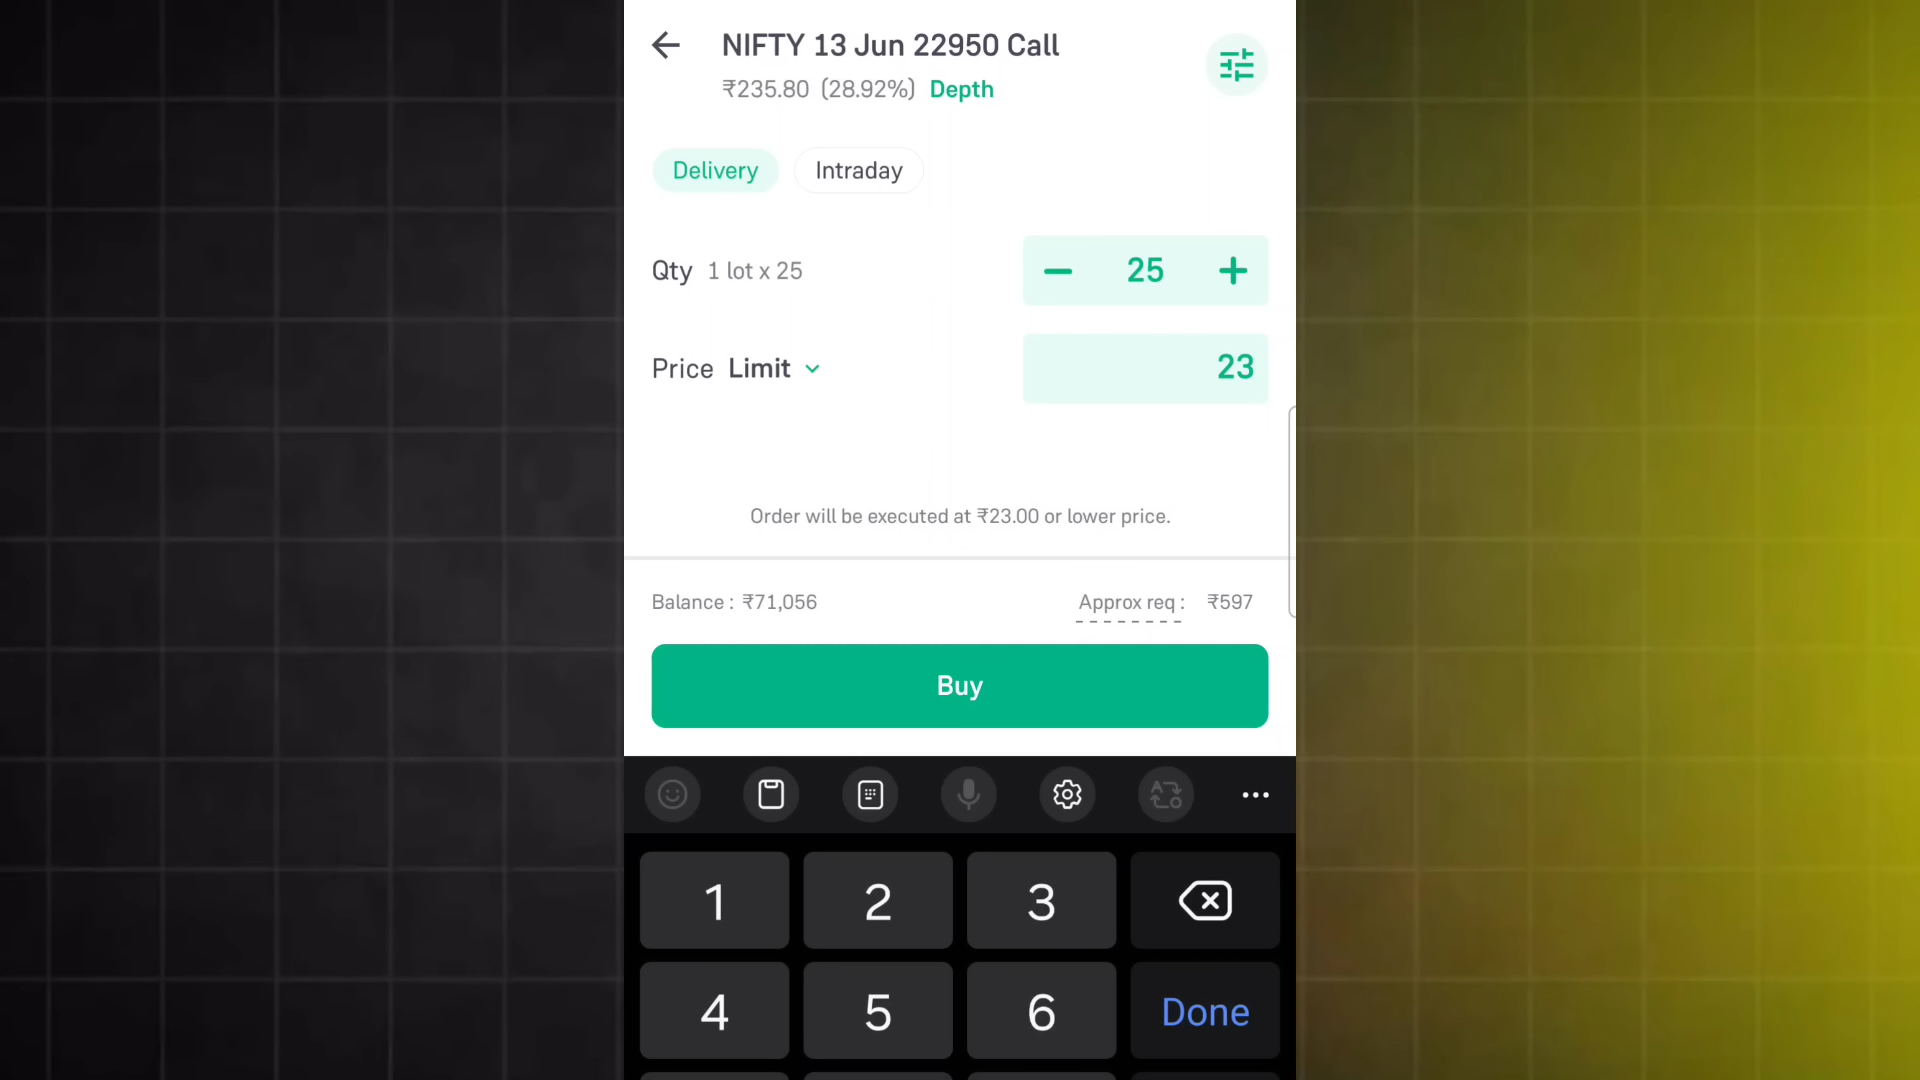 NIFTY 13 Jun 22950 Call
₹235.80 (28.92%) Depth
Delivery Intraday
Qty 1 lot x 25 25
Price Limit 23
Order will be executed at ₹23.00 or lower price.
Balance : ₹71,056 Approx req : ₹597
Buy
1 2 3
4 5 6 Done